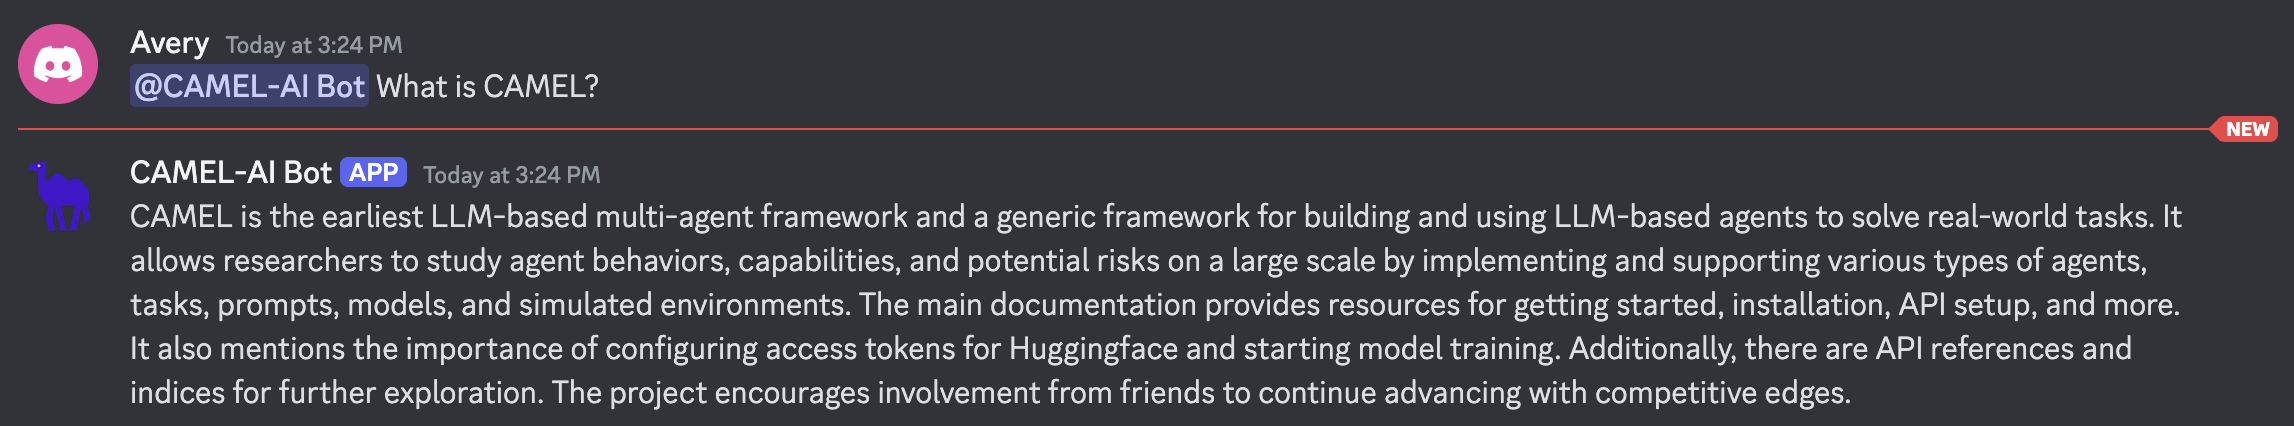 Avery Today at 3:24 PM
@CAMEL-AI Bot What is CAMEL?
NEW
CAMEL-AI Bot APP Today at 3:24 PM
CAMEL is the earliest LLM-based multi-agent framework and a generic framework for building and using LLM-based agents to solve real-world tasks. It
allows researchers to study agent behaviors, capabilities, and potential risks on a large scale by implementing and supporting various types of agents,
tasks, prompts, models, and simulated environments. The main documentation provides resources for getting started, installation, API setup, and more.
It also mentions the importance of configuring access tokens for Huggingface and starting model training. Additionally, there are API references and
indices for further exploration. The project encourages involvement from friends to continue advancing with competitive edges.